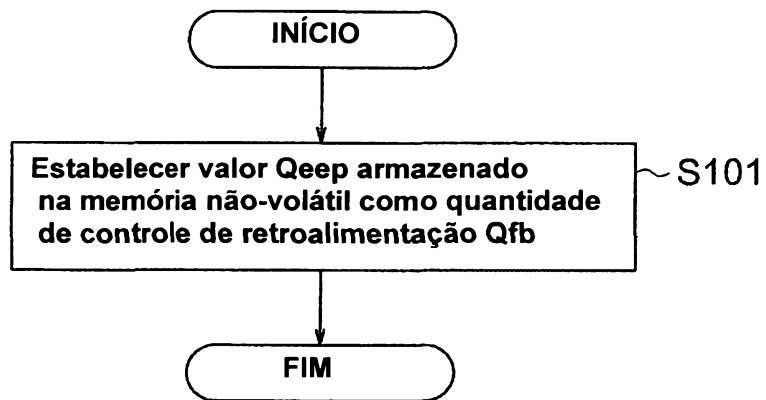 INÍCIO
Estabelecer valor Qeep armazenado
na memória não-volátil como quantidade
de controle de retroalimentação Qfb
S101
FIM